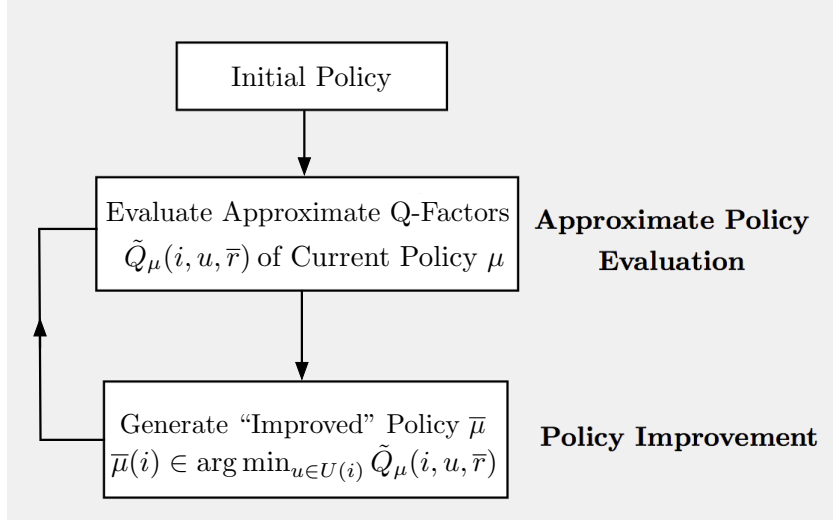 Initial Policy
Evaluate Approximate Q-Factors
Q̃_μ(i, u, r̅) of Current Policy μ
Approximate Policy
Evaluation
Generate “Improved” Policy μ̅
μ̅(i) ∈ arg min_{u∈U(i)} Q̃_μ(i, u, r̅)
Policy Improvement